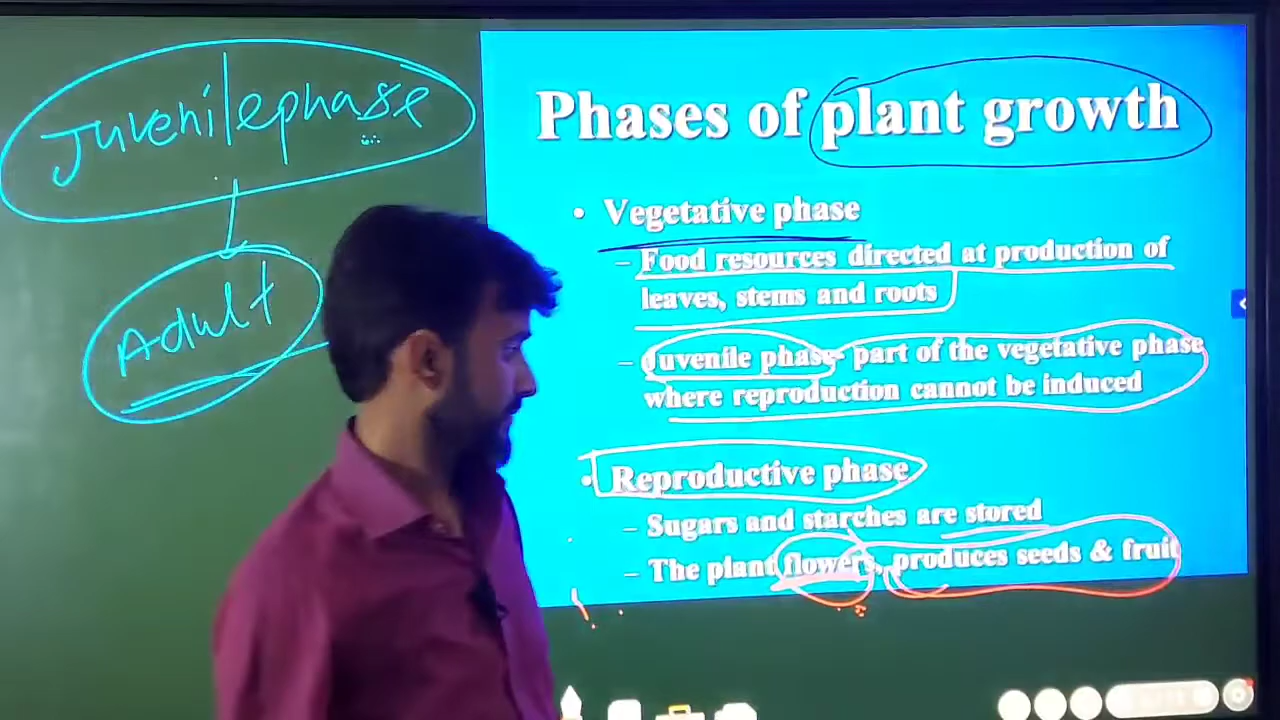 Juvenilephase
Adult
Phases of plant growth
• Vegetative phase
– Food resources directed at production of
leaves, stems and roots
– Juvenile phase- part of the vegetative phase
where reproduction cannot be induced
• Reproductive phase
– Sugars and starches are stored
– The plant flowers, produces seeds & fruit